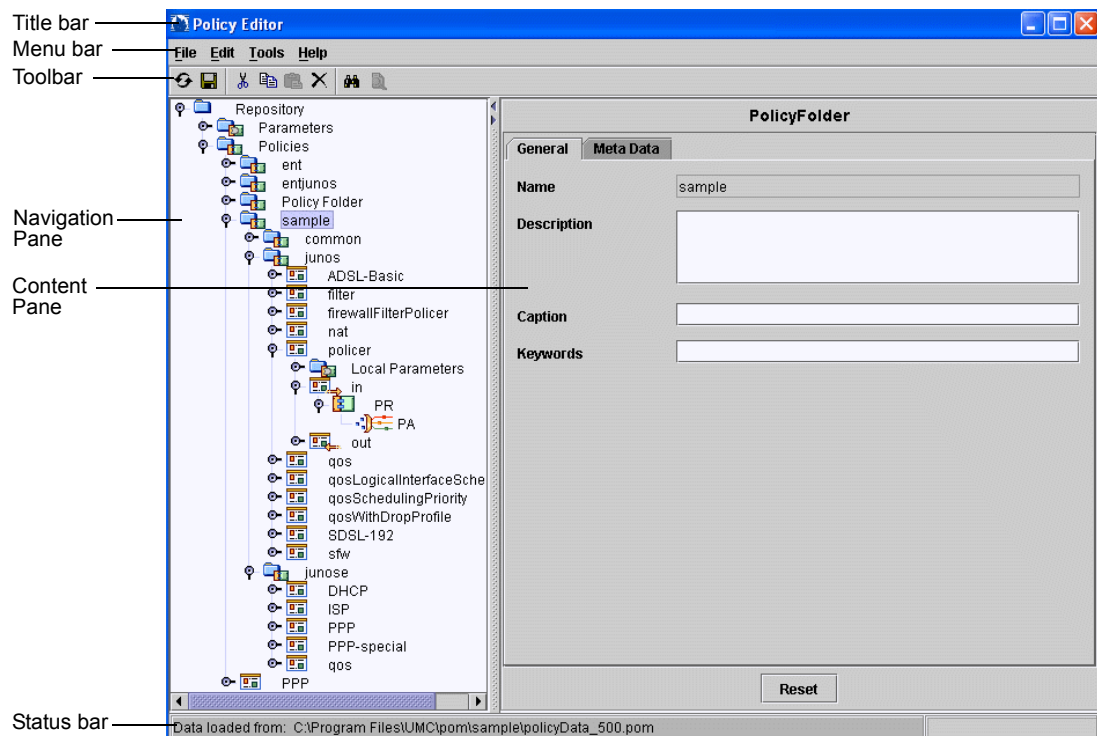 Title bar
Policy Editor
Menu bar
File Edit Tools Help
Toolbar
Repository
Parameters
Policies
ent
entjunos
Policy Folder
Navigation
Pane
sample
common
junos
ADSL-Basic
Content
Pane
filter
firewallFilterPolicer
nat
policer
Local Parameters
in
PR
PA
out
qos
qosLogicalInterfaceSche
qosSchedulingPriority
qosWithDropProfile
SDSL-192
sfw
junose
DHCP
ISP
PPP
PPP-special
qos
PPP
PolicyFolder
General Meta Data
Name sample
Description
Caption
Keywords
Reset
Status bar
Data loaded from: C:\Program Files\UMC\pom\sample\policyData_500.pom